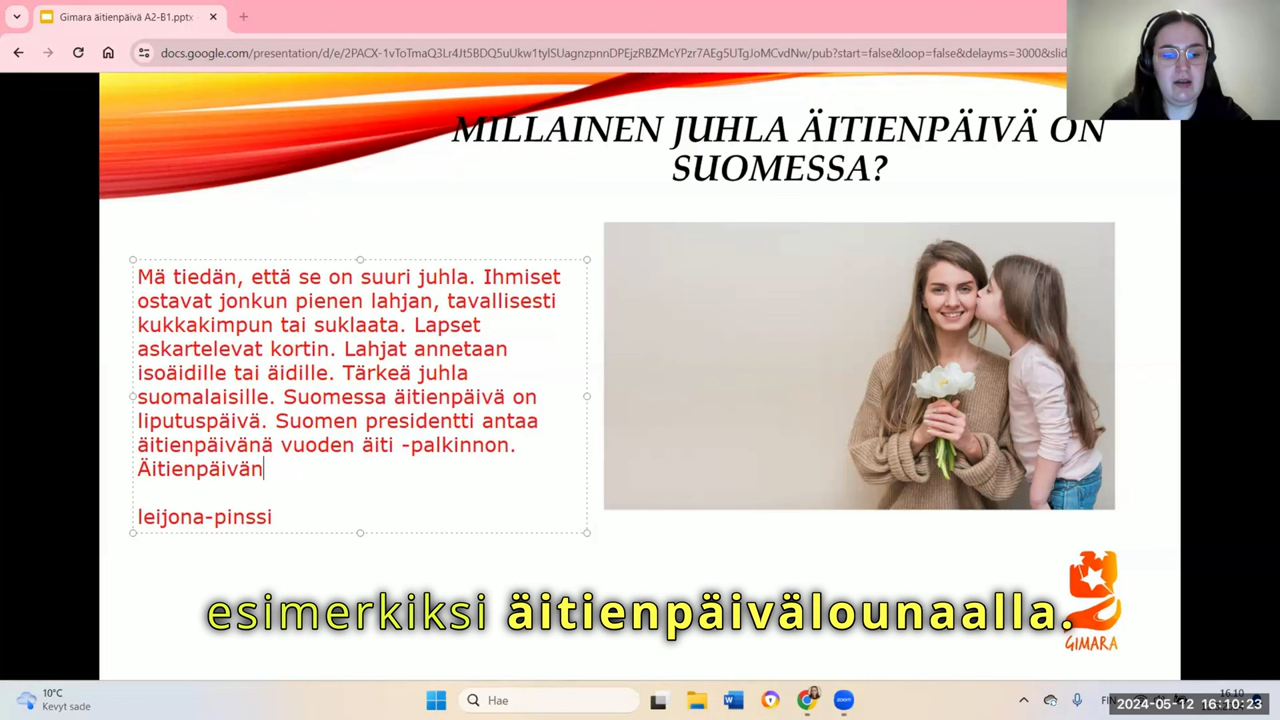 Gimara äitienpäivä A2-B1.pptx
docs.google.com/presentation/d/e/2PACX-1vToTmaQ3Lr4Jt5BDQ5uUkw1tylSUagnzpnnDPEjzRBZMcYPzr7AEg5UTgJoMCvdNw/pub?start=false&loop=false&delayms=3000&slid
MILLAINEN JUHLA ÄITIENPÄIVÄ ON
SUOMESSA?
Mä tiedän, että se on suuri juhla. Ihmiset
ostavat jonkun pienen lahjan, tavallisesti
kukkakimpun tai suklaata. Lapset
askartelevat kortin. Lahjat annetaan
isoäidille tai äidille. Tärkeä juhla
suomalaisille. Suomessa äitienpäivä on
liputuspäivä. Suomen presidentti antaa
äitienpäivänä vuoden äiti -palkinnon.
Äitienpäivän
leijona-pinssi
esimerkiksi äitienpäivälounaalla.
GIMARA
10°C
Kevyt sade
Hae
zoom
FIN
16.10
2024-05-12 16:10:23